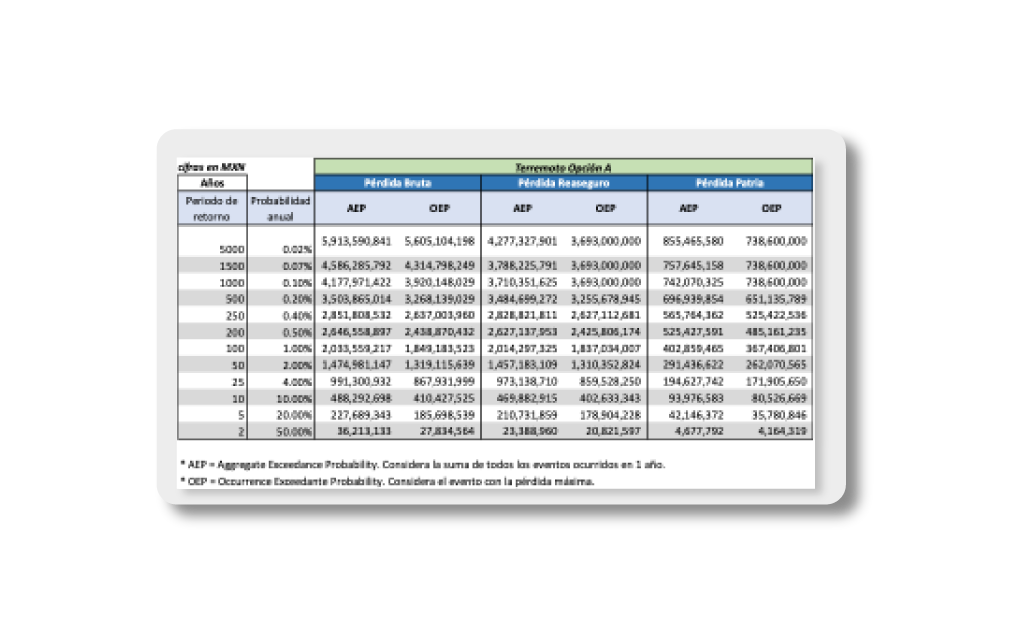 cifras en MXN Terremoto Opción A
Años Pérdida Bruta Pérdida Reaseguro Pérdida Patria
Periodo de retorno Probabilidad anual AEP OEP AEP OEP AEP OEP
5000 0.02% 5,913,590,841 5,605,104,198 4,277,327,901 3,693,000,000 855,465,580 738,600,000
1500 0.07% 4,586,285,792 4,314,798,249 3,788,225,791 3,693,000,000 757,645,158 738,600,000
1000 0.10% 4,177,971,422 3,920,148,029 3,710,351,625 3,693,000,000 742,070,325 738,600,000
500 0.20% 3,503,865,014 3,268,139,029 3,484,699,272 3,255,678,945 696,939,854 651,135,789
250 0.40% 2,851,808,532 2,637,003,960 2,828,821,811 2,627,112,681 565,764,362 525,422,536
200 0.50% 2,646,558,897 2,438,870,432 2,627,137,953 2,425,806,174 525,427,591 485,161,235
100 1.00% 2,033,559,217 1,849,183,523 2,014,297,325 1,837,034,007 402,859,465 367,406,801
50 2.00% 1,474,981,147 1,319,115,639 1,457,183,109 1,310,352,824 291,436,622 262,070,565
25 4.00% 991,300,932 867,931,999 973,138,710 859,528,250 194,627,742 171,905,650
10 10.00% 488,292,698 410,427,525 469,882,915 402,633,343 93,976,583 80,526,669
5 20.00% 227,689,343 185,698,539 210,731,859 178,904,228 42,146,372 35,780,846
2 50.00% 36,213,133 27,834,564 23,388,960 20,821,597 4,677,792 4,164,319
* AEP = Aggregate Exceedance Probability. Considera la suma de todos los eventos ocurridos en 1 año.
* OEP = Occurrence Exceedante Probability. Considera el evento con la pérdida máxima.